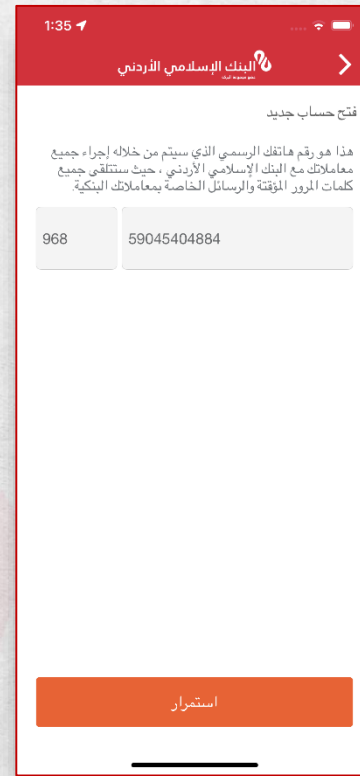 1:35
البنك الإسلامي الأردني
فتح حساب جديد
هذا هو رقم هاتفك الرسمي الذي سيتم من خلاله إجراء جميع
معاملاتك مع البنك الإسلامي الأردني ، حيث ستتلقى جميع
كلمات المرور المؤقتة والرسائل الخاصة بمعاملاتك البنكية.
968
59045404884
استمرار